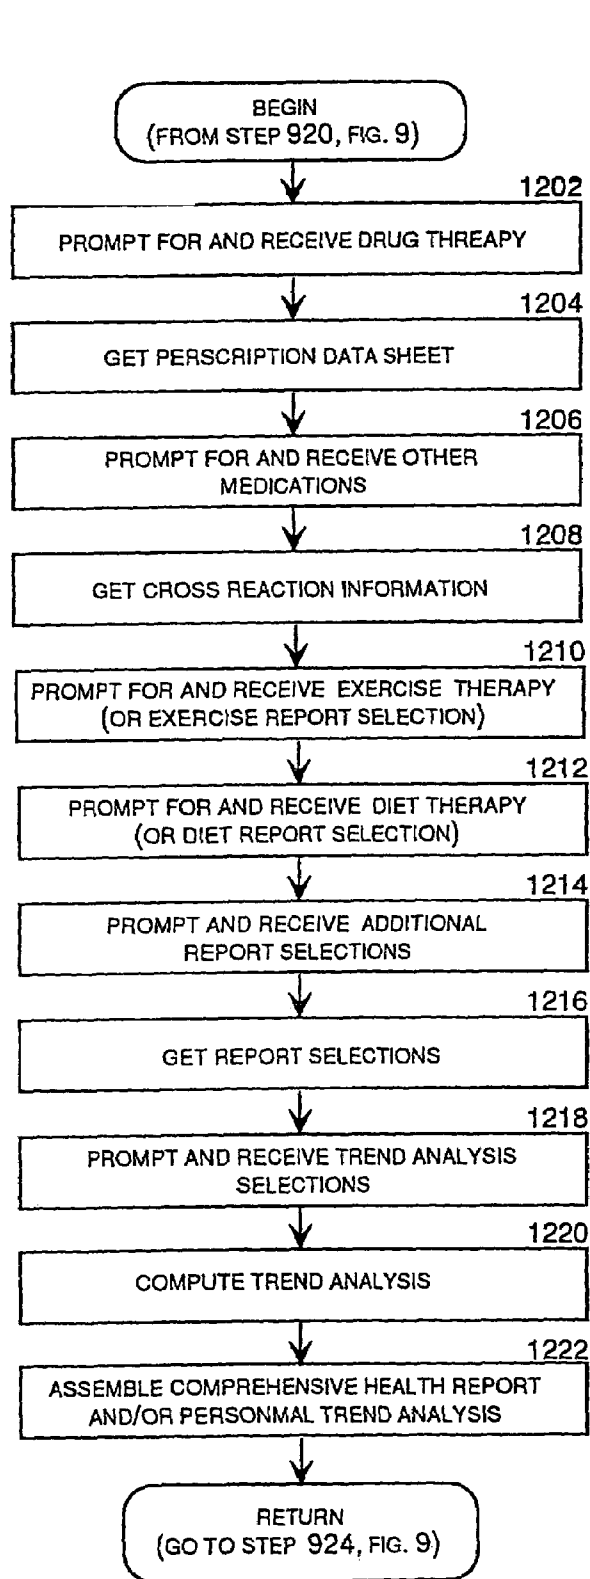 BEGIN
(FROM STEP 920, FIG. 9)
1202
PROMPT FOR AND RECEIVE DRUG THREAPY
1204
GET PERSCRIPTION DATA SHEET
1206
PROMPT FOR AND RECEIVE OTHER
MEDICATIONS
1208
GET CROSS REACTION INFORMATION
1210
PROMPT FOR AND RECEIVE EXERCISE THERAPY
(OR EXERCISE REPORT SELECTION)
1212
PROMPT FOR AND RECEIVE DIET THERAPY
(OR DIET REPORT SELECTION)
1214
PROMPT AND RECEIVE ADDITIONAL
REPORT SELECTIONS
1216
GET REPORT SELECTIONS
1218
PROMPT AND RECEIVE TREND ANALYSIS
SELECTIONS
1220
COMPUTE TREND ANALYSIS
1222
ASSEMBLE COMPREHENSIVE HEALTH REPORT
AND/OR PERSONMAL TREND ANALYSIS
RETURN
(GO TO STEP 924, FIG. 9)